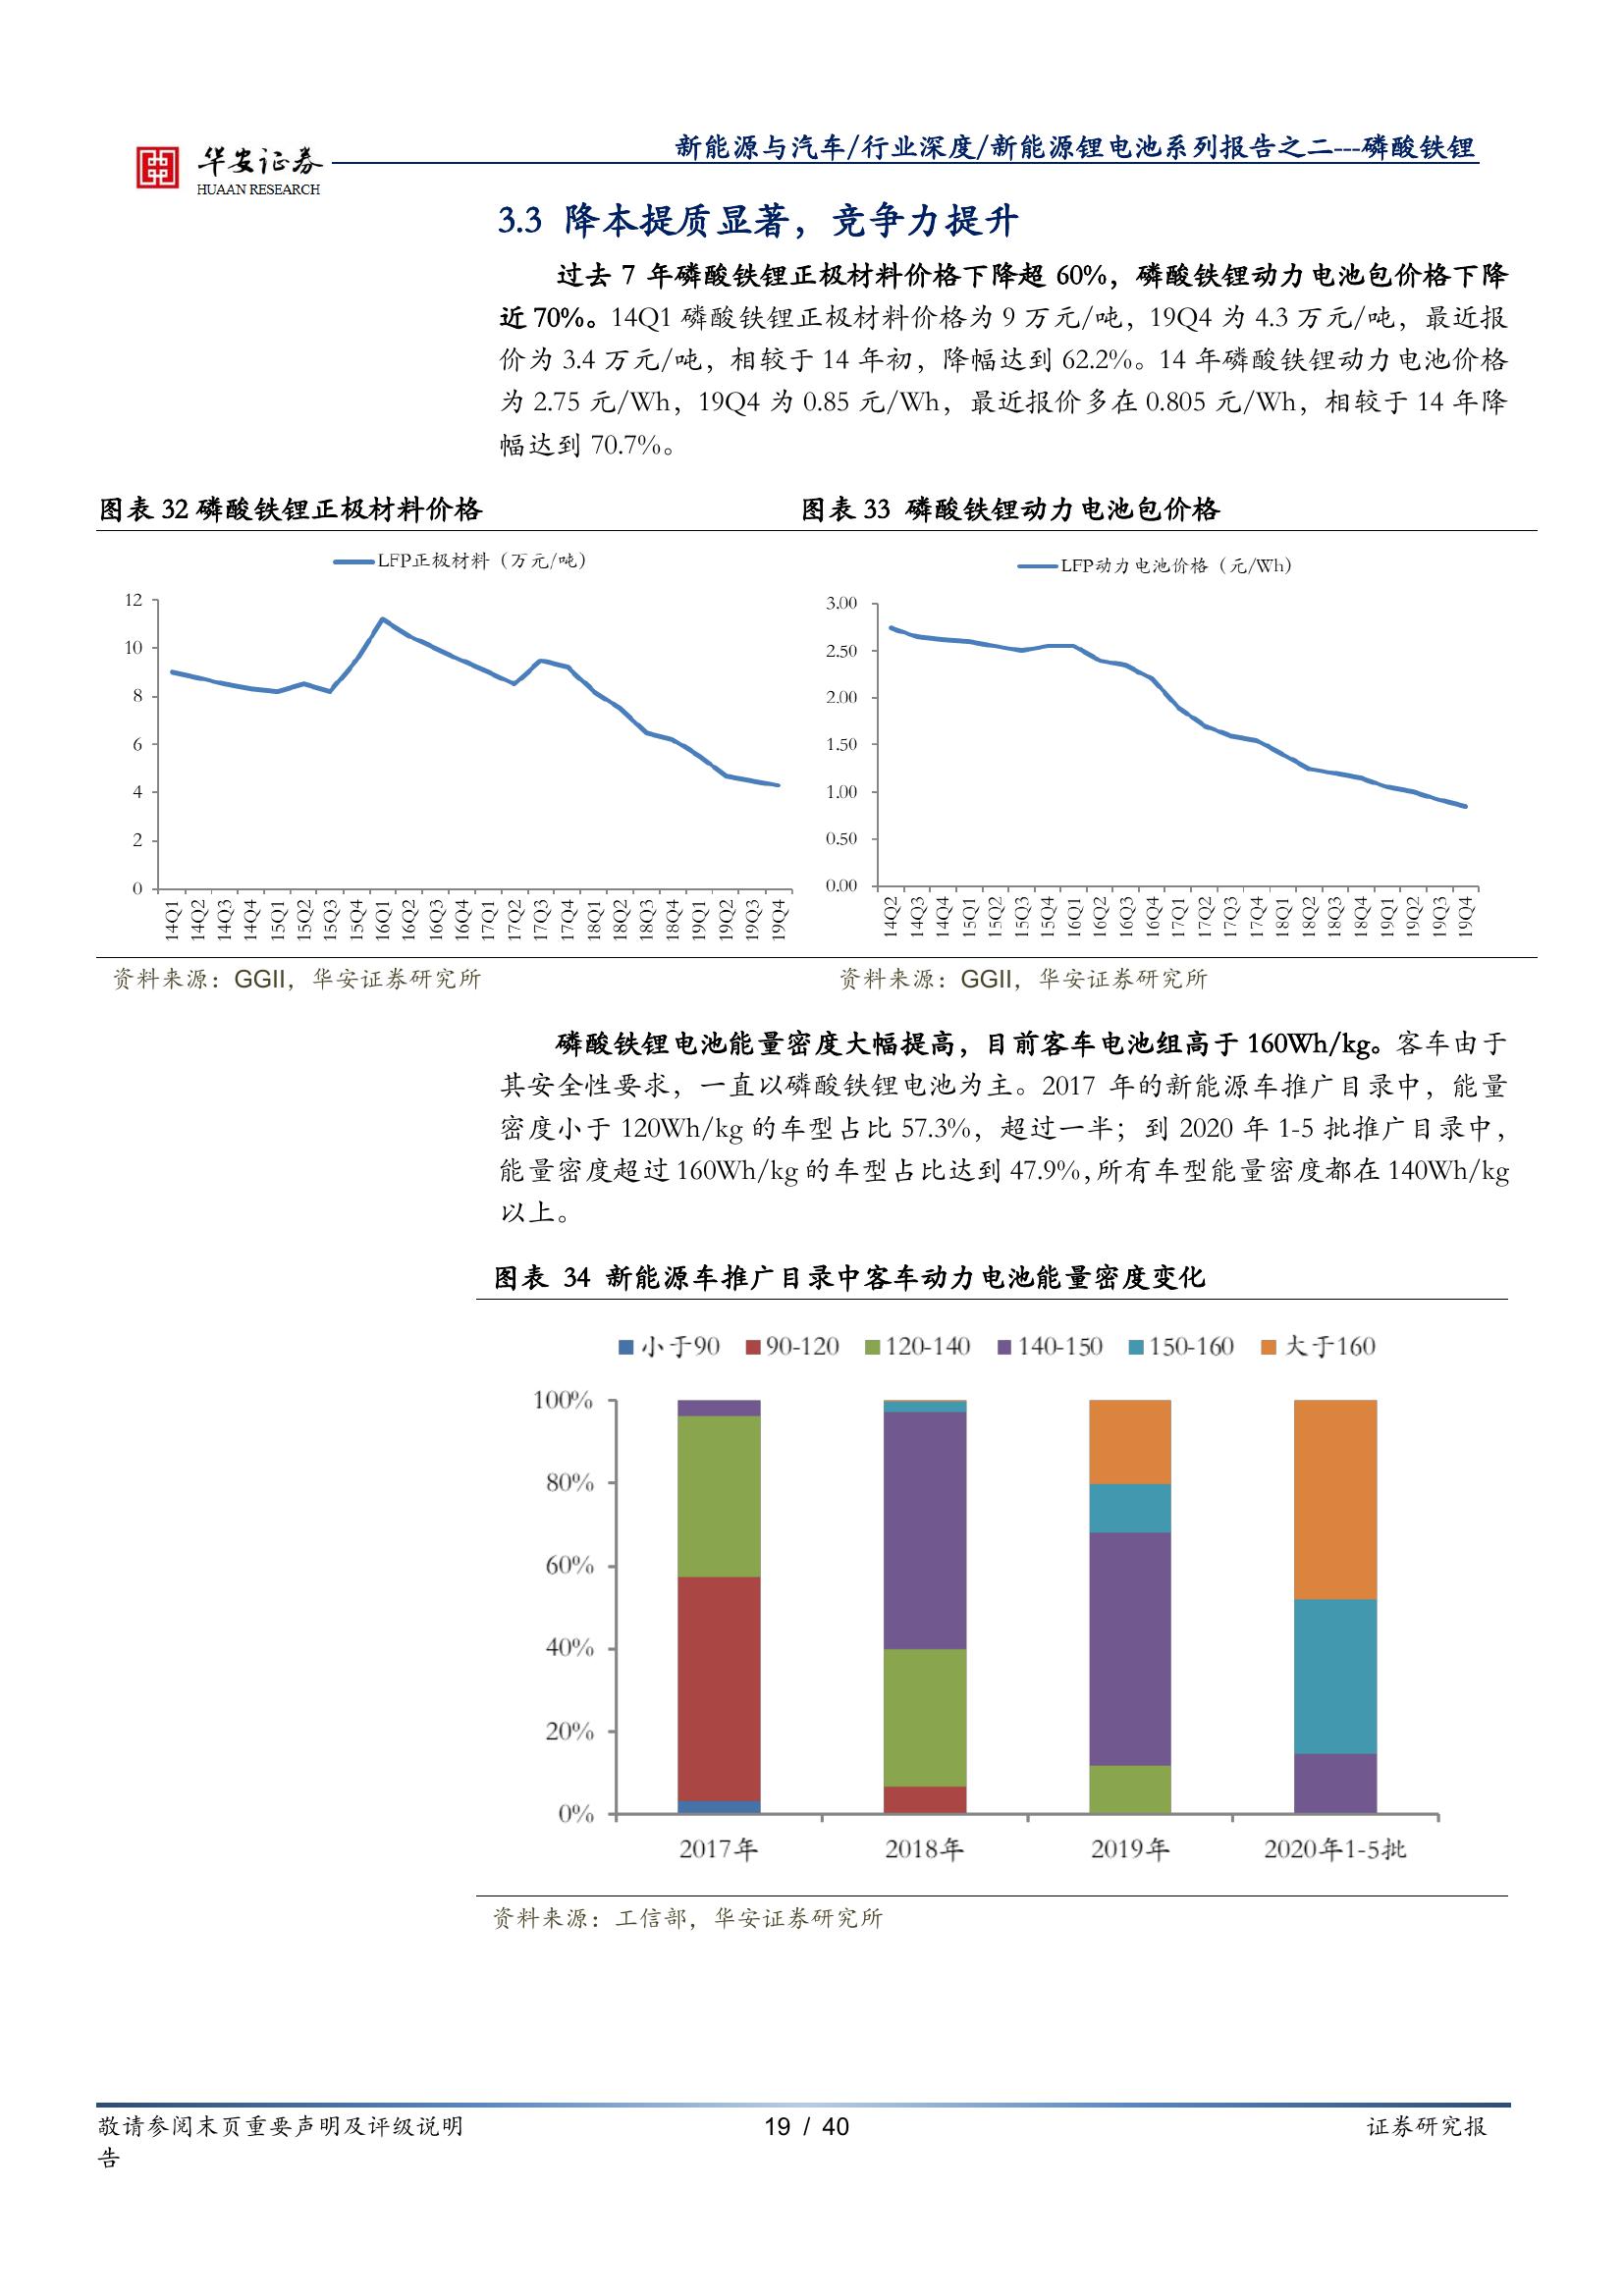 华安证券
HUAAN RESEARCH
新能源与汽车/行业深度/新能源锂电池系列报告之二---磷酸铁锂
3.3 降本提质显著，竞争力提升
过去 7 年磷酸铁锂正极材料价格下降超 60%，磷酸铁锂动力电池包价格下降
近 70%。14Q1 磷酸铁锂正极材料价格为 9 万元/吨，19Q4 为 4.3 万元/吨，最近报
价为 3.4 万元/吨，相较于 14 年初，降幅达到 62.2%。14 年磷酸铁锂动力电池价格
为 2.75 元/Wh，19Q4 为 0.85 元/Wh，最近报价多在 0.805 元/Wh，相较于 14 年降
幅达到 70.7%。
图表 32 磷酸铁锂正极材料价格
LFP正极材料（万元/吨）
12
10
8
6
4
2
0
14Q1 14Q2 14Q3 14Q4 15Q1 15Q2 15Q3 15Q4 16Q1 16Q2 16Q3 16Q4 17Q1 17Q2 17Q3 17Q4 18Q1 18Q2 18Q3 18Q4 19Q1 19Q2 19Q3 19Q4
资料来源：GGII，华安证券研究所
图表 33 磷酸铁锂动力电池包价格
LFP动力电池价格（元/Wh）
3.00
2.50
2.00
1.50
1.00
0.50
0.00
14Q2 14Q3 14Q4 15Q1 15Q2 15Q3 15Q4 16Q1 16Q2 16Q3 16Q4 17Q1 17Q2 17Q3 17Q4 18Q1 18Q2 18Q3 18Q4 19Q1 19Q2 19Q3 19Q4
资料来源：GGII，华安证券研究所
磷酸铁锂电池能量密度大幅提高，目前客车电池组高于 160Wh/kg。客车由于
其安全性要求，一直以磷酸铁锂电池为主。2017 年的新能源车推广目录中，能量
密度小于 120Wh/kg 的车型占比 57.3%，超过一半；到 2020 年 1-5 批推广目录中，
能量密度超过 160Wh/kg 的车型占比达到 47.9%，所有车型能量密度都在 140Wh/kg
以上。
图表 34 新能源车推广目录中客车动力电池能量密度变化
小于90 90-120 120-140 140-150 150-160 大于160
100%
80%
60%
40%
20%
0%
2017年 2018年 2019年 2020年1-5批
资料来源：工信部，华安证券研究所
敬请参阅末页重要声明及评级说明 19 / 40 证券研究报
告